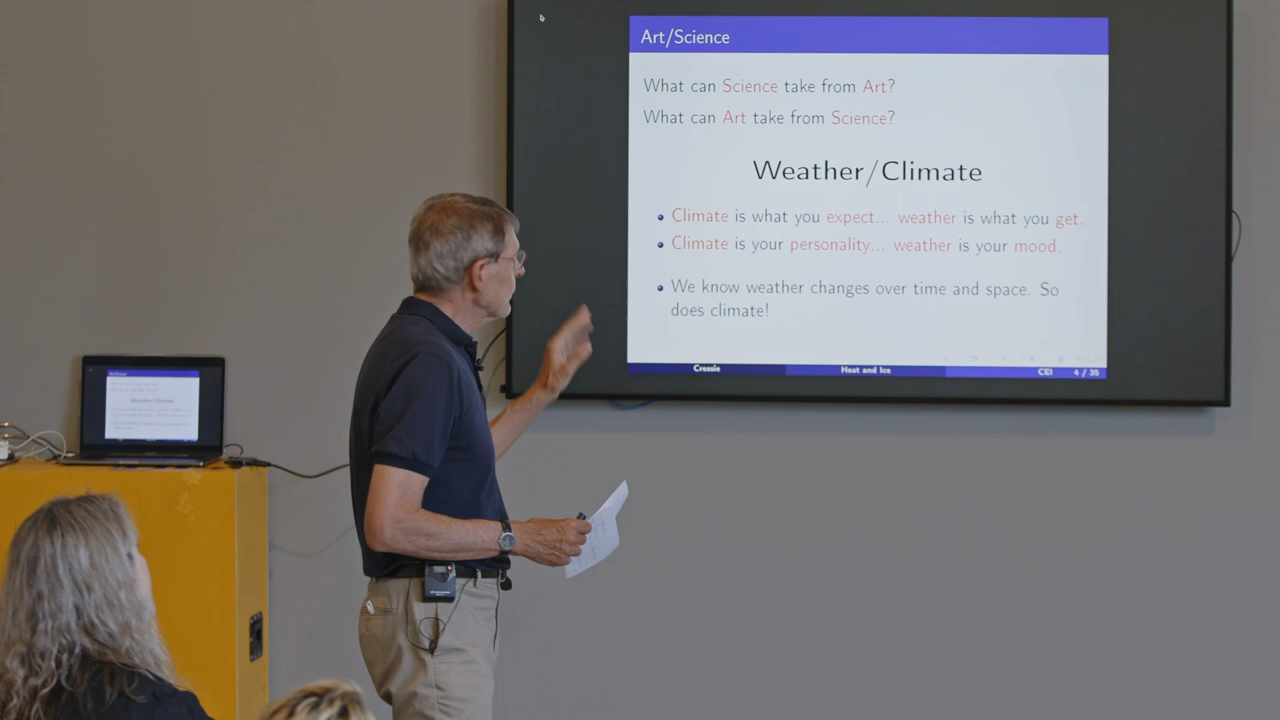 Art/Science
What can Science take from Art?
What can Art take from Science?
Weather/Climate
Climate is what you expect... weather is what you get.
Climate is your personality... weather is your mood.
We know weather changes over time and space. So
does climate!
Cressie Heat and Ice CEI 4 / 35
Weather/Climate